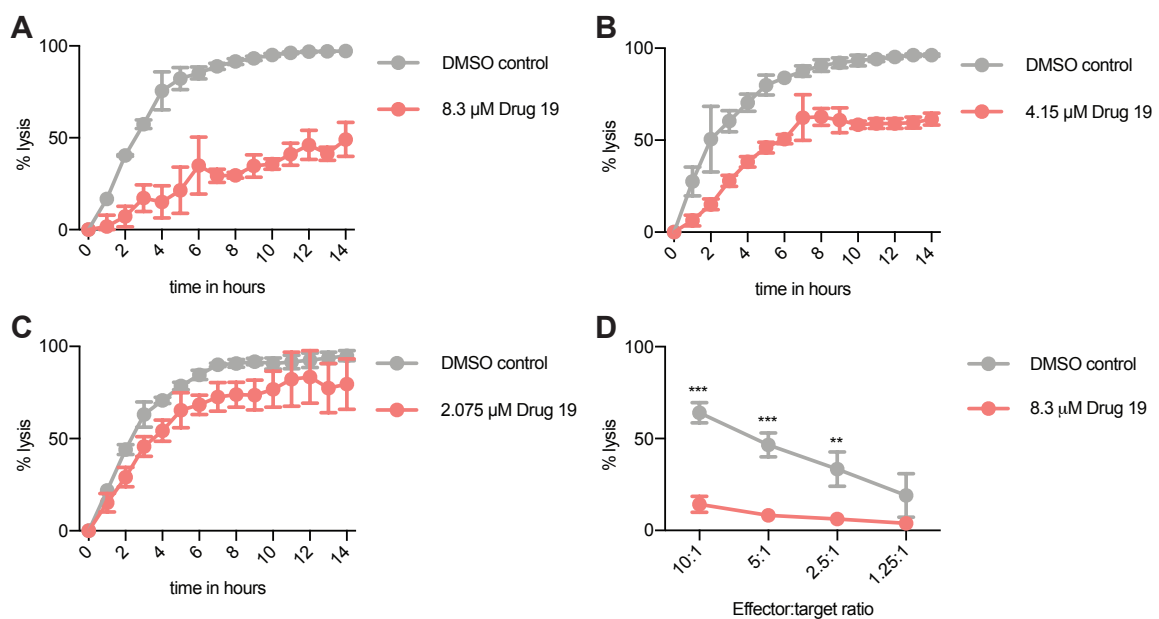 A
100
50
0
% lysis
0 2 4 6 8 10 12 14
time in hours
DMSO control
8.3 µM Drug 19
B
100
50
0
% lysis
0 2 4 6 8 10 12 14
time in hours
DMSO control
4.15 µM Drug 19
C
100
50
0
% lysis
0 2 4 6 8 10 12 14
time in hours
DMSO control
2.075 µM Drug 19
D
100
50
0
% lysis
*** *** **
10:1 5:1 2.5:1 1.25:1
Effector:target ratio
DMSO control
8.3 μM Drug 19